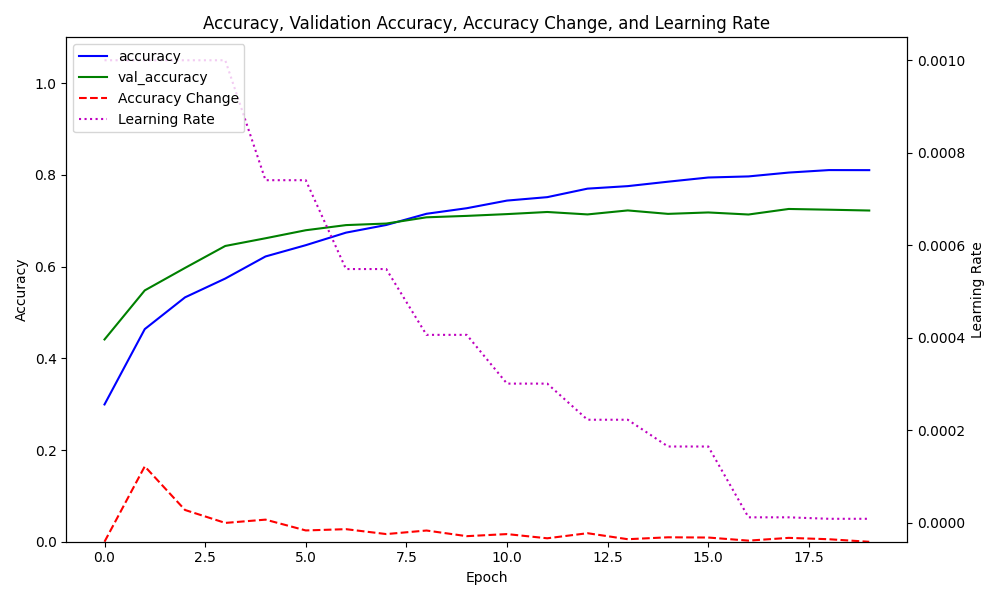 Accuracy, Validation Accuracy, Accuracy Change, and Learning Rate
accuracy
val_accuracy
Accuracy Change
Learning Rate
1.0
0.8
0.6
0.4
0.2
0.0
Accuracy
0.0010
0.0008
0.0006
0.0004
0.0002
0.0000
Learning Rate
0.0 2.5 5.0 7.5 10.0 12.5 15.0 17.5
Epoch